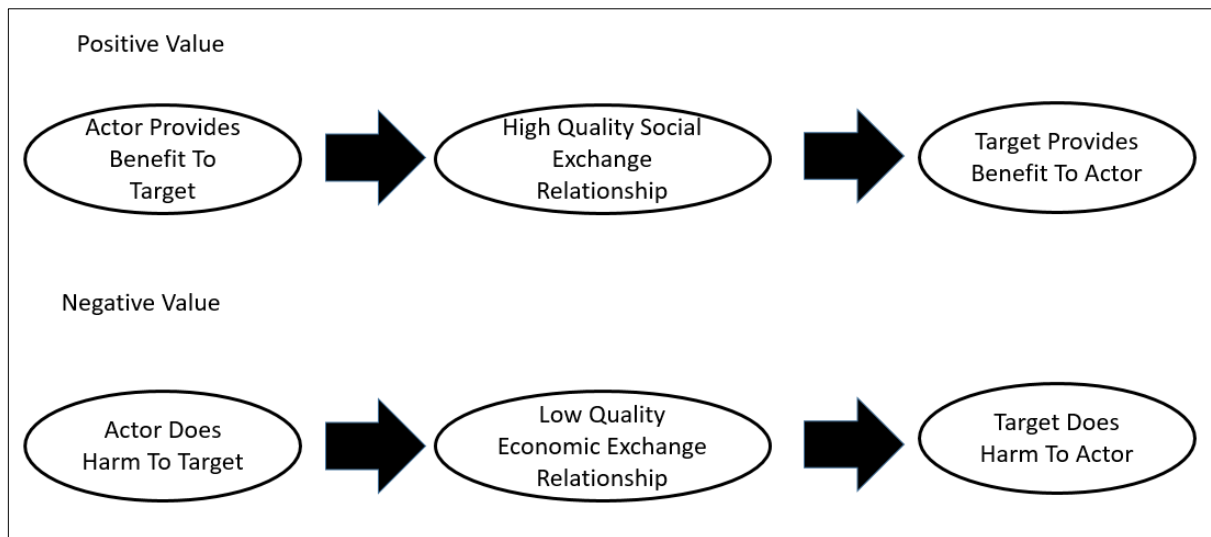 Positive Value
Actor Provides
Benefit To
Target
High Quality Social
Exchange
Relationship
Target Provides
Benefit To Actor
Negative Value
Actor Does
Harm To Target
Low Quality
Economic Exchange
Relationship
Target Does
Harm To Actor